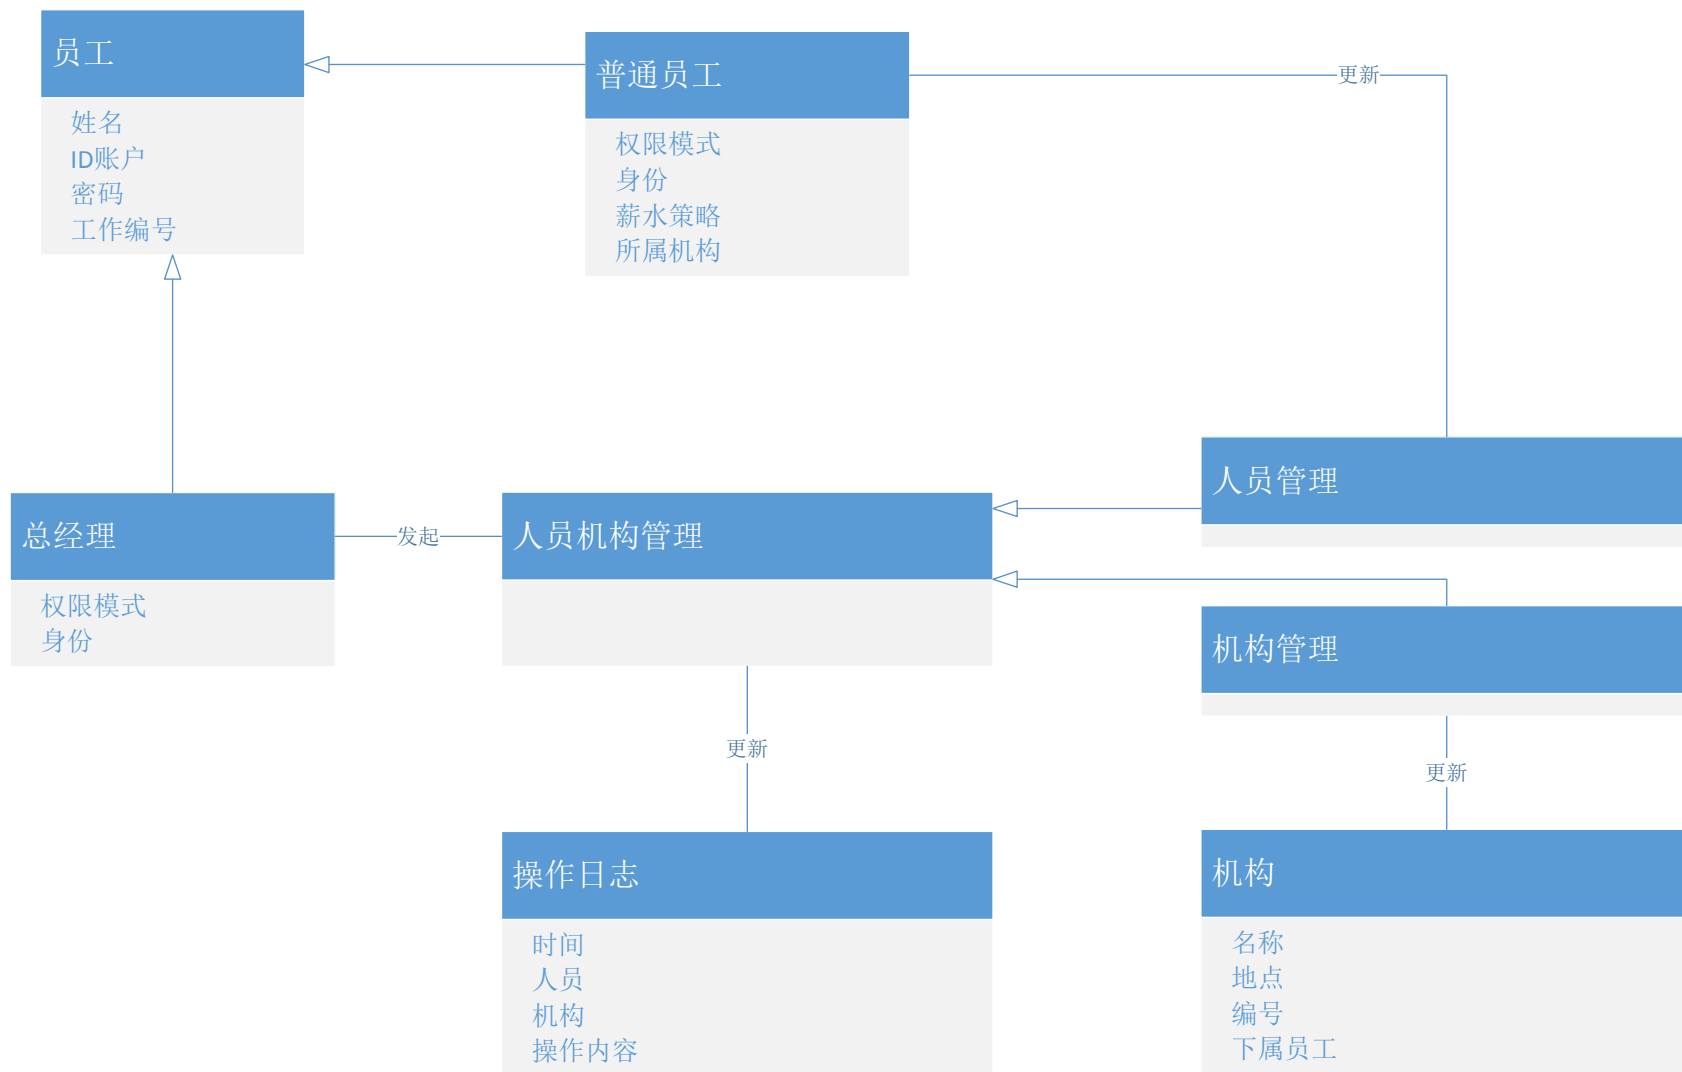 员工
姓名
ID账户
密码
工作编号
普通员工
权限模式
身份
薪水策略
所属机构
更新
总经理
权限模式
身份
发起
人员机构管理
人员管理
机构管理
更新
更新
操作日志
时间
人员
机构
操作内容
机构
名称
地点
编号
下属员工